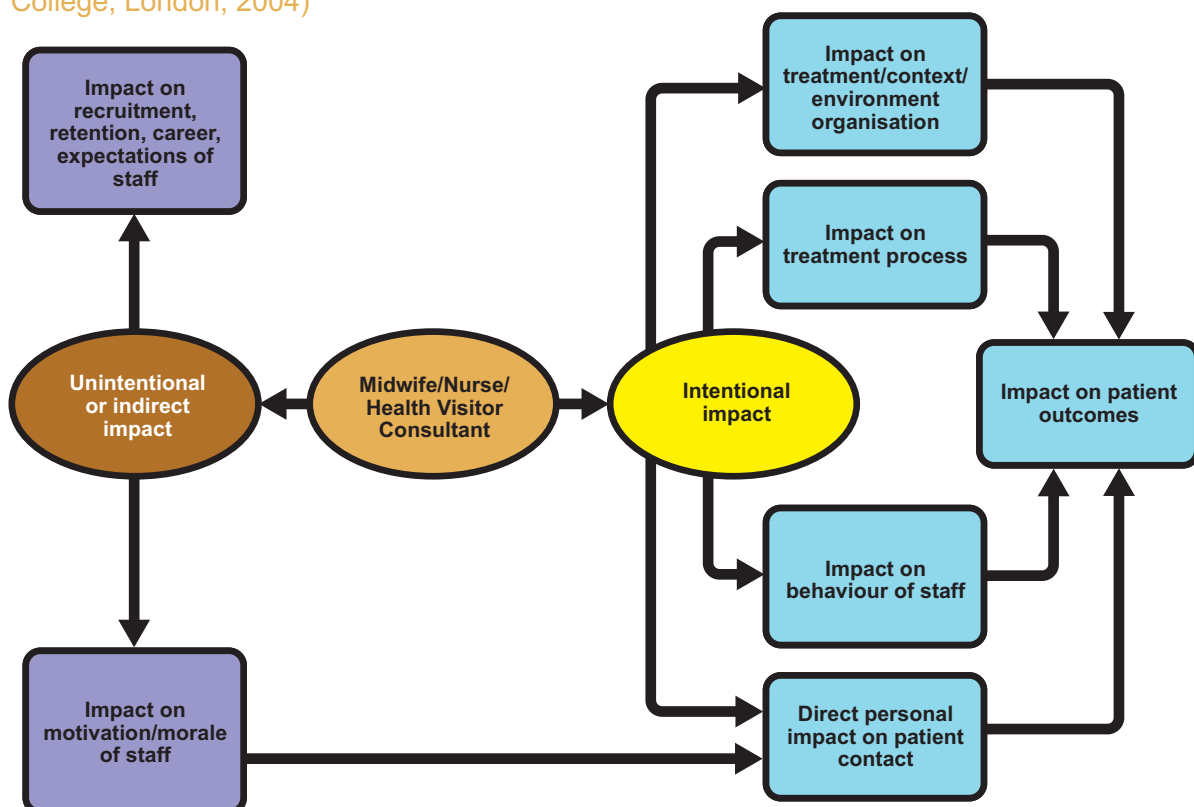 College, London, 2004)
Impact on
recruitment,
retention, career,
expectations of
staff
Impact on
treatment/context/
environment
organisation
Impact on
treatment process
Unintentional
or indirect
impact
Midwife/Nurse/
Health Visitor
Consultant
Intentional
impact
Impact on patient
outcomes
Impact on
behaviour of staff
Impact on
motivation/morale
of staff
Direct personal
impact on patient
contact